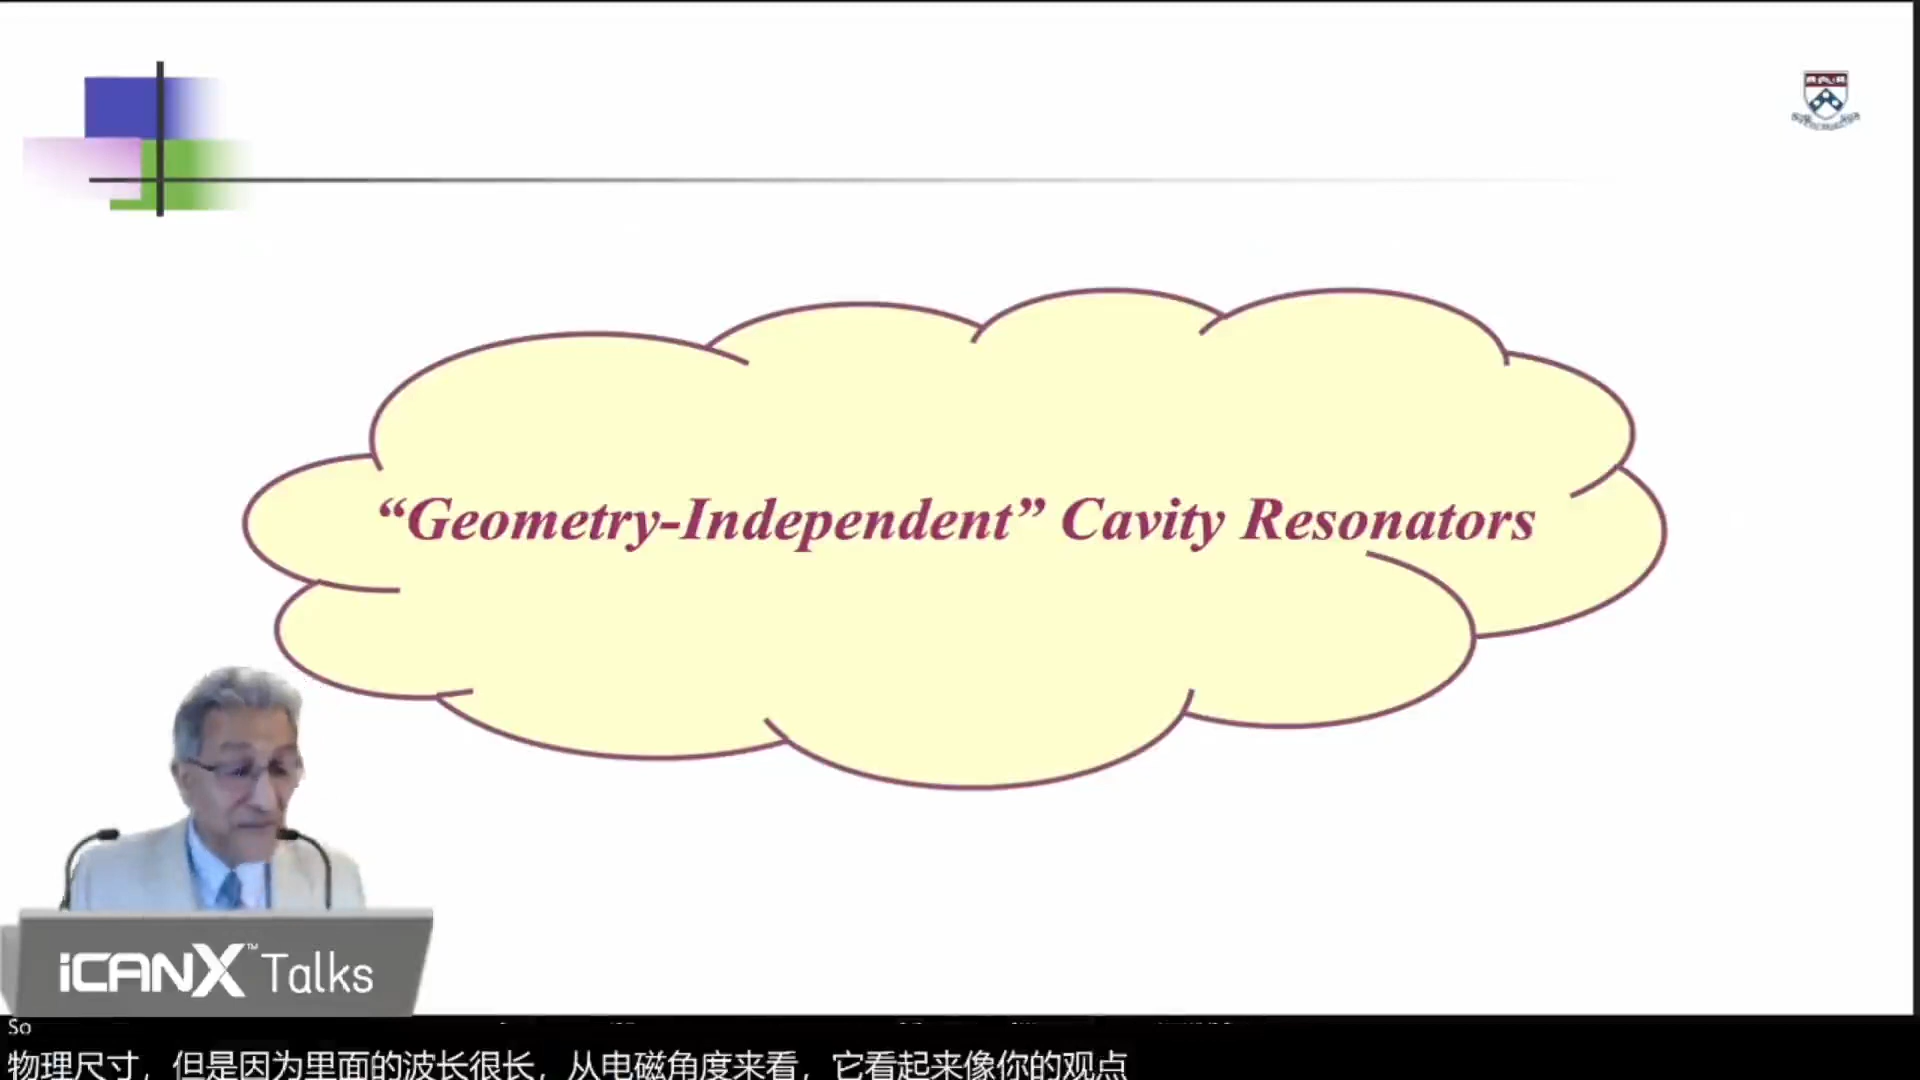 “Geometry-Independent” Cavity Resonators
iCANX™ Talks
So
物理尺寸，但是因为里面的波长很长，从电磁角度来看，它看起来像你的观点